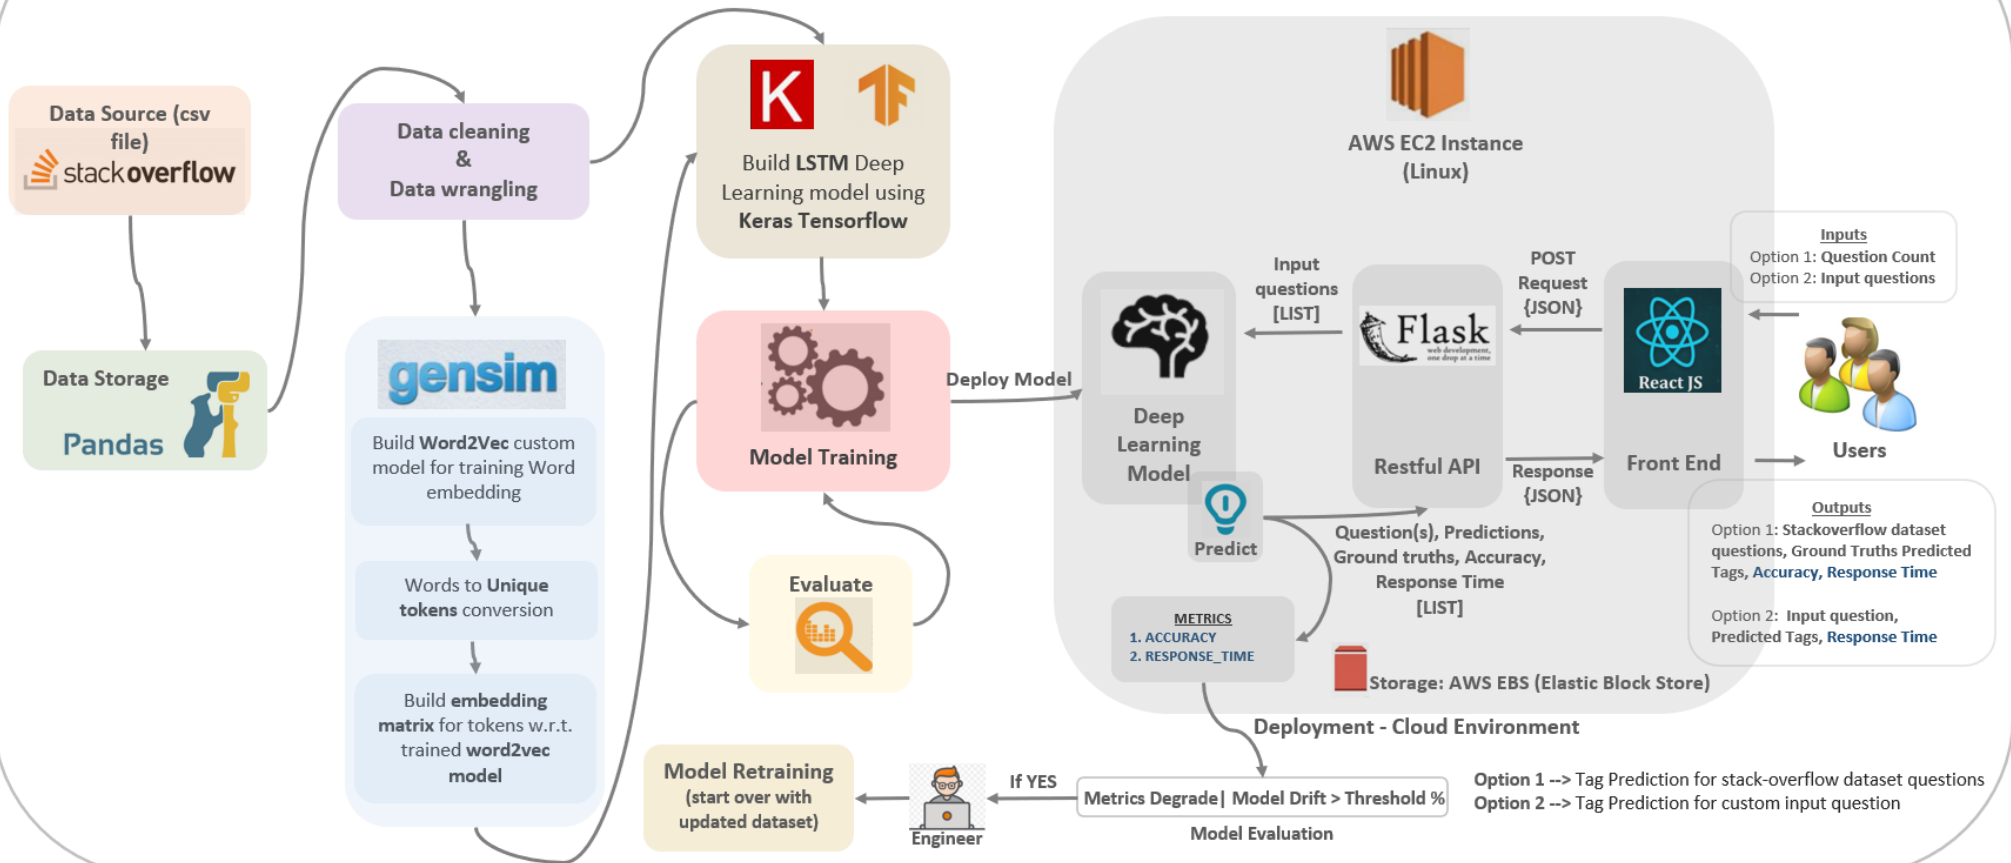 Data Source (csv
file)
stackoverflow
Data Storage
Pandas
Data cleaning
&
Data wrangling
gensim
Build Word2Vec custom
model for training Word
embedding
Words to Unique
tokens conversion
Build embedding
matrix for tokens w.r.t.
trained word2vec
model
K
TF
Build LSTM Deep
Learning model using
Keras Tensorflow
Model Training
Evaluate
Deploy Model
AWS EC2 Instance
(Linux)
Deep
Learning
Model
Predict
Input
questions
[LIST]
Flask
web development,
one drop at a time
Restful API
POST
Request
{JSON}
Response
{JSON}
React JS
Front End
Inputs
Option 1: Question Count
Option 2: Input questions
Users
Outputs
Option 1: Stackoverflow dataset
questions, Ground Truths Predicted
Tags, Accuracy, Response Time
Option 2: Input question,
Predicted Tags, Response Time
Question(s), Predictions,
Ground truths, Accuracy,
Response Time
[LIST]
METRICS
1. ACCURACY
2. RESPONSE_TIME
Storage: AWS EBS (Elastic Block Store)
Deployment - Cloud Environment
Model Retraining
(start over with
updated dataset)
Engineer
If YES
Metrics Degrade| Model Drift > Threshold %
Model Evaluation
Option 1 --> Tag Prediction for stack-overflow dataset questions
Option 2 --> Tag Prediction for custom input question